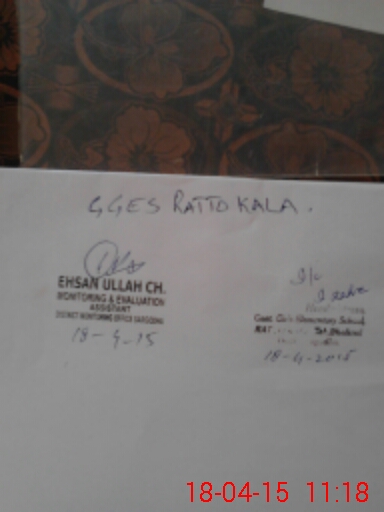 GGES RATTO KALA.
EHSAN ULLAH CH.
MONITORING & EVALUATION
ASSISTANT
DISTRICT MONITORING OFFICE SARGODHA
18-4-15
I/c
Govt. Girls Elementary School
18-4-2015
18-04-15 11:18